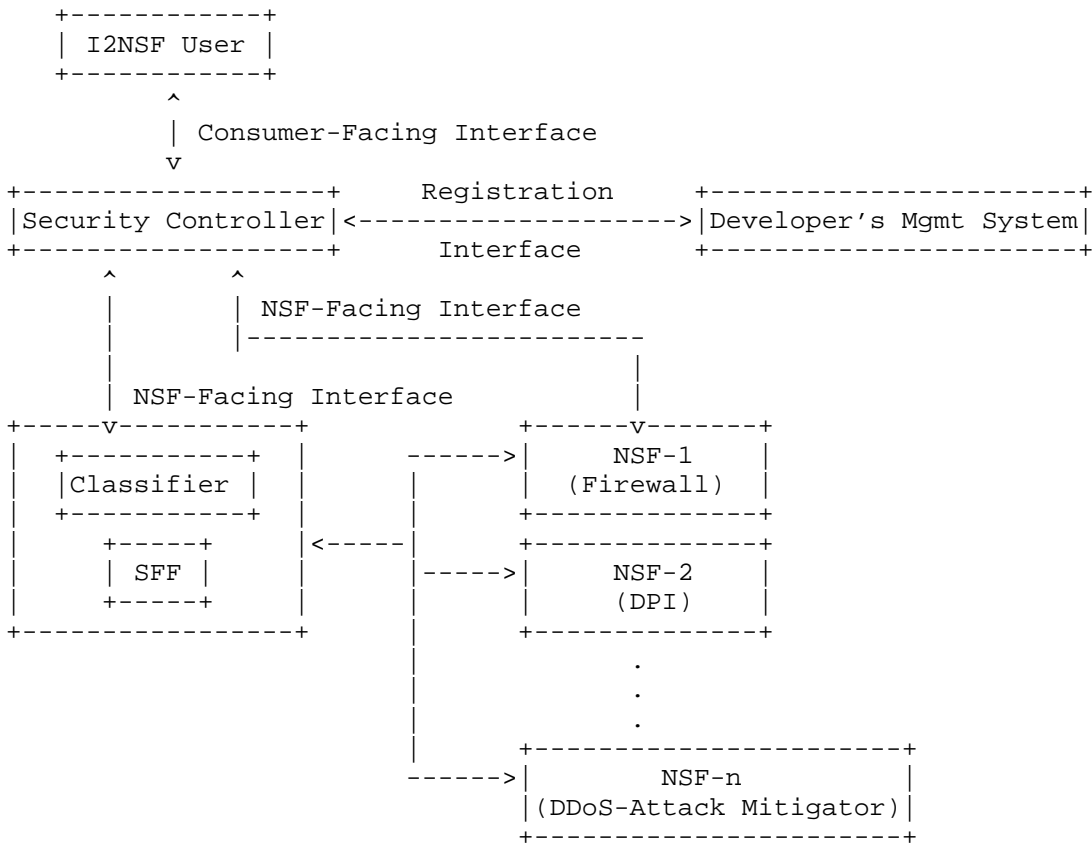 I2NSF User
Consumer-Facing Interface
Registration
Security Controller
Developer's Mgmt System
Interface
NSF-Facing Interface
NSF-Facing Interface
NSF-1
Classifier
(Firewall)
SFF
NSF-2
(DPI)
.
.
.
NSF-n
(DDoS-Attack Mitigator)